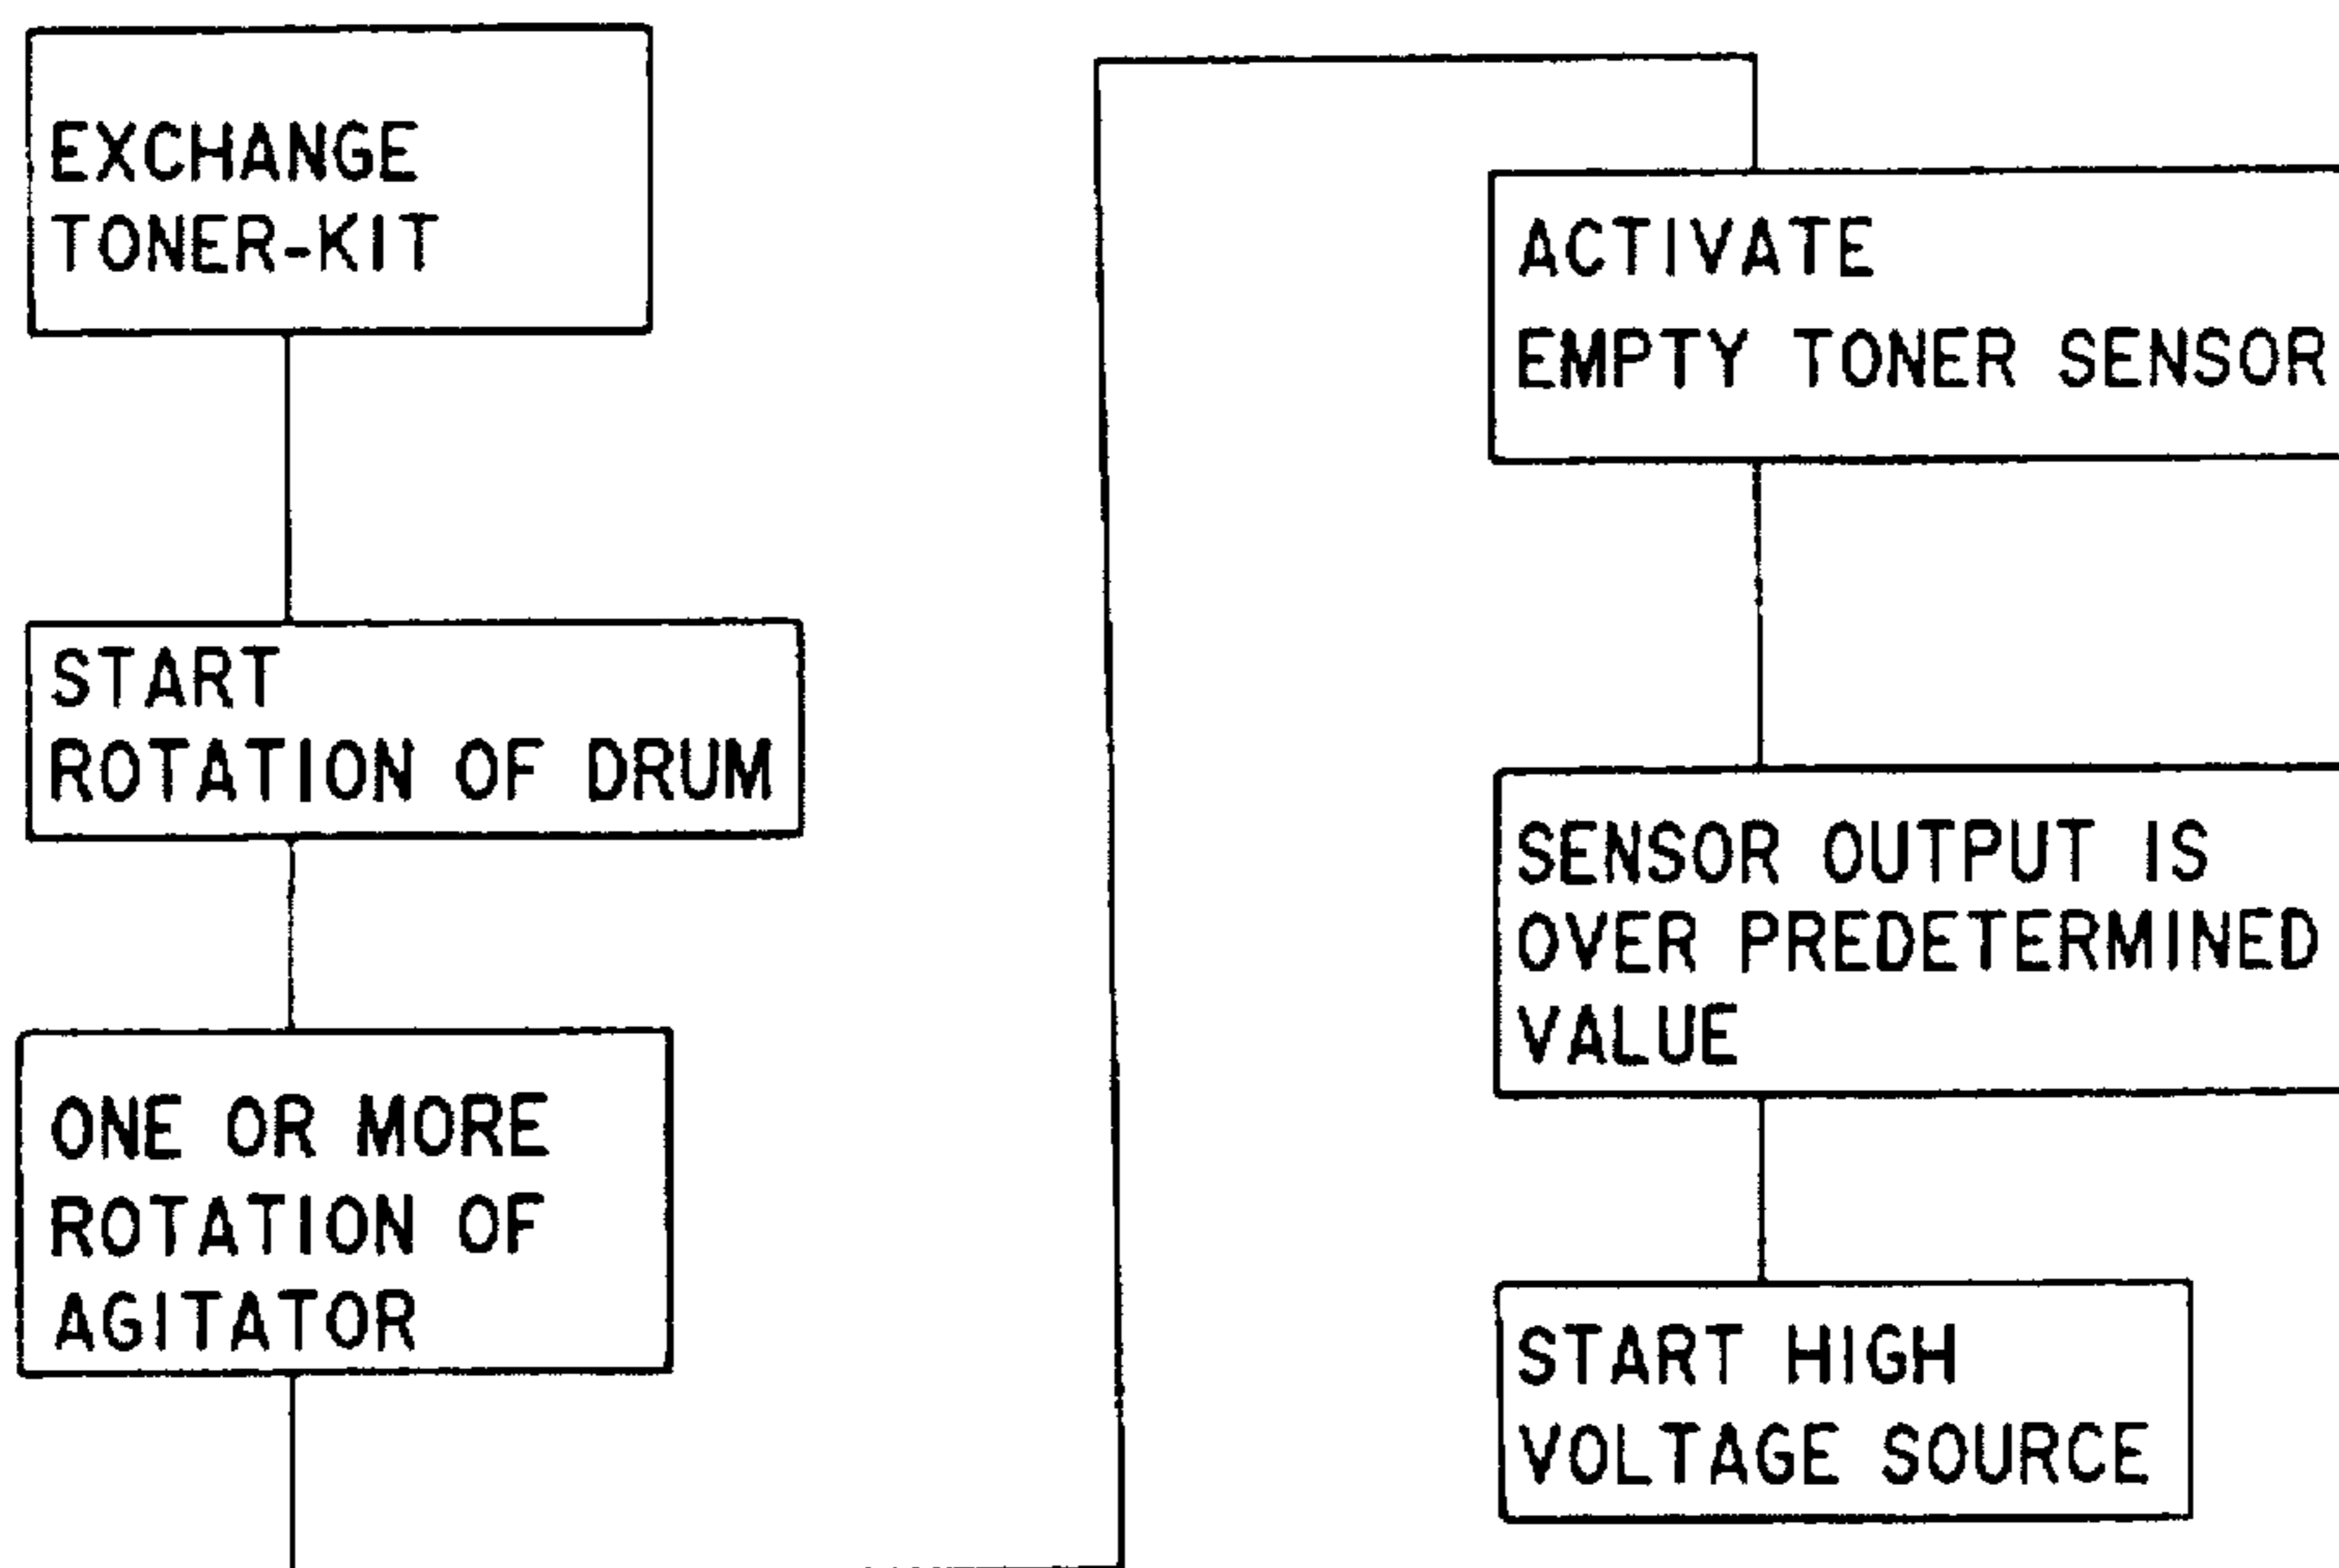 EXCHANGE
TONER-KIT
START
ROTATION OF DRUM
ONE OR MORE
ROTATION OF
AGITATOR
ACTIVATE
EMPTY TONER SENSOR
SENSOR OUTPUT IS
OVER PREDETERMINED
VALUE
START HIGH
VOLTAGE SOURCE